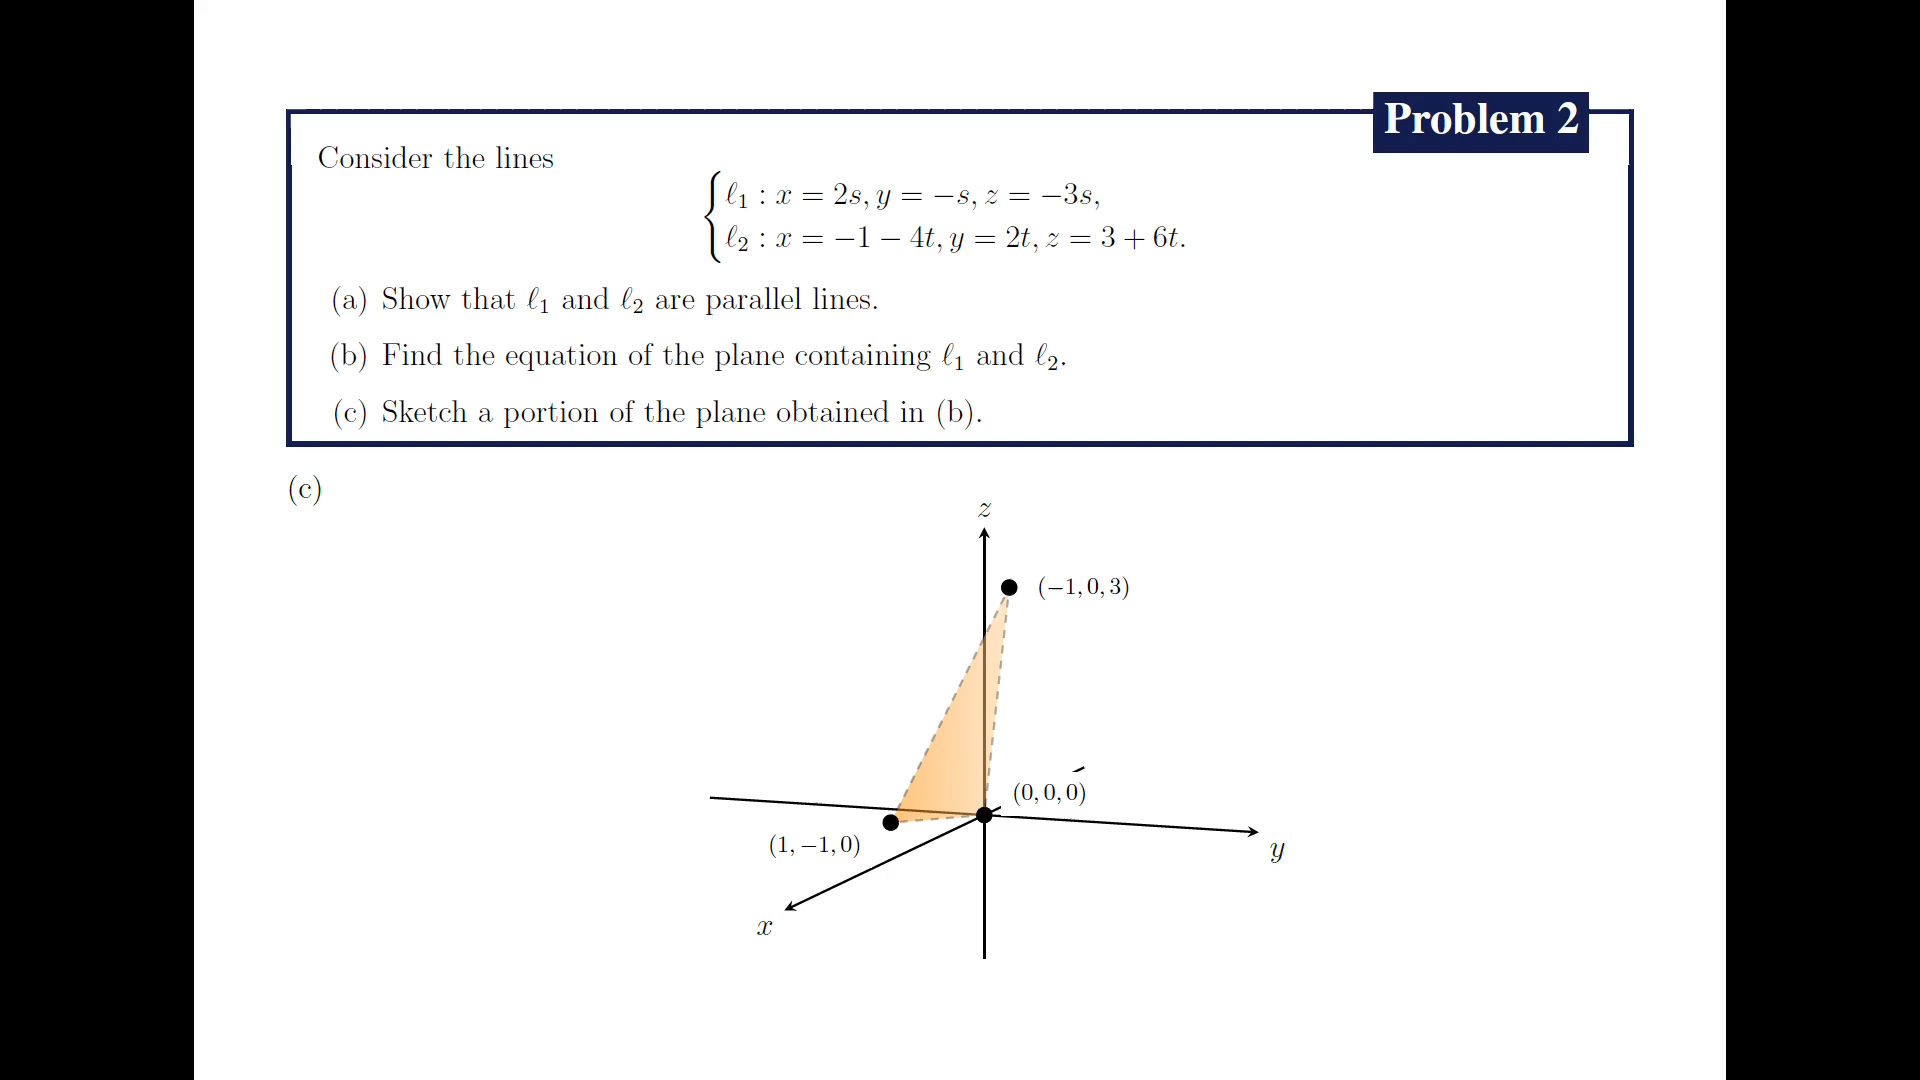 Problem 2
Consider the lines
ℓ₁ : x = 2s, y = −s, z = −3s,
ℓ₂ : x = −1 − 4t, y = 2t, z = 3 + 6t.
(a) Show that ℓ₁ and ℓ₂ are parallel lines.
(b) Find the equation of the plane containing ℓ₁ and ℓ₂.
(c) Sketch a portion of the plane obtained in (b).
(c)
z
(−1, 0, 3)
(0, 0, 0)
(1, −1, 0)
y
x